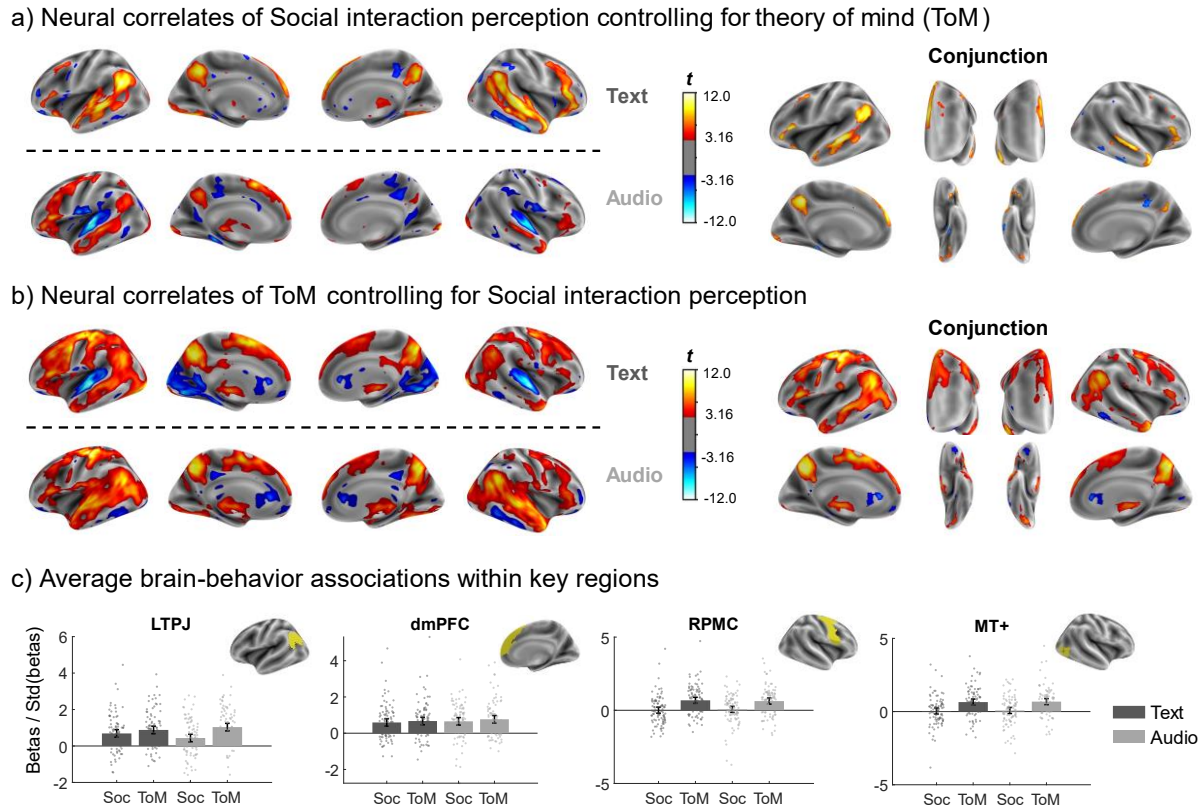 a) Neural correlates of Social interaction perception controlling for theory of mind (ToM)
Conjunction
t
12.0
3.16
-3.16
-12.0
Text
Audio
b) Neural correlates of ToM controlling for Social interaction perception
Conjunction
t
12.0
3.16
-3.16
-12.0
Text
Audio
c) Average brain-behavior associations within key regions
LTPJ
dmPFC
RPMC
MT+
Betas / Std(betas)
6
4
2
0
-2
4
2
0
-2
5
0
-5
5
0
-5
Soc ToM Soc ToM
Soc ToM Soc ToM
Soc ToM Soc ToM
Soc ToM Soc ToM
Text
Audio